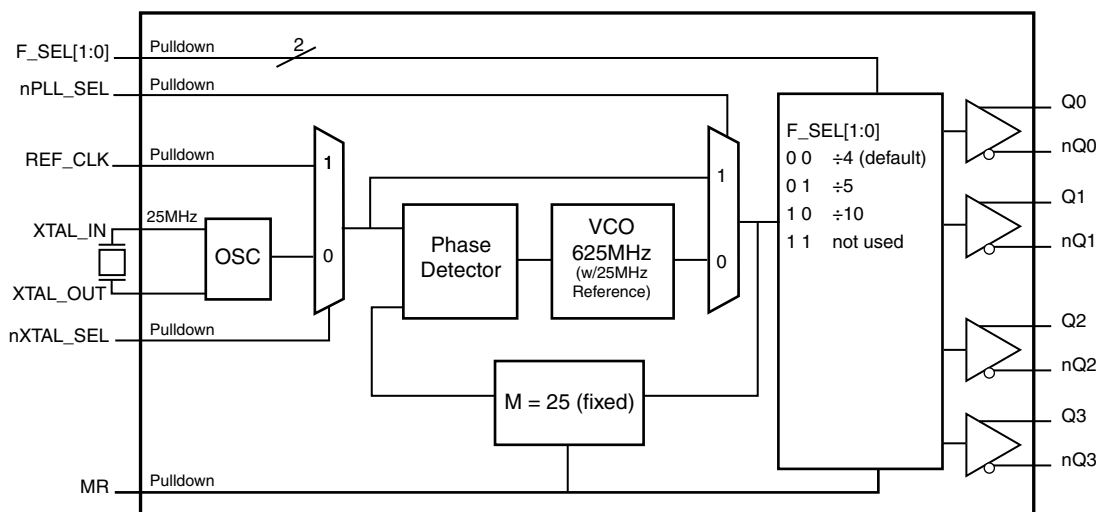 F_SEL[1:0]
Pulldown
2
nPLL_SEL
Pulldown
REF_CLK
Pulldown
1
XTAL_IN
25MHz
OSC
0
XTAL_OUT
nXTAL_SEL
Pulldown
Phase
Detector
VCO
625MHz
(w/25MHz
Reference)
1
0
M = 25 (fixed)
MR
Pulldown
F_SEL[1:0]
0 0 ÷4 (default)
0 1 ÷5
1 0 ÷10
1 1 not used
Q0
nQ0
Q1
nQ1
Q2
nQ2
Q3
nQ3